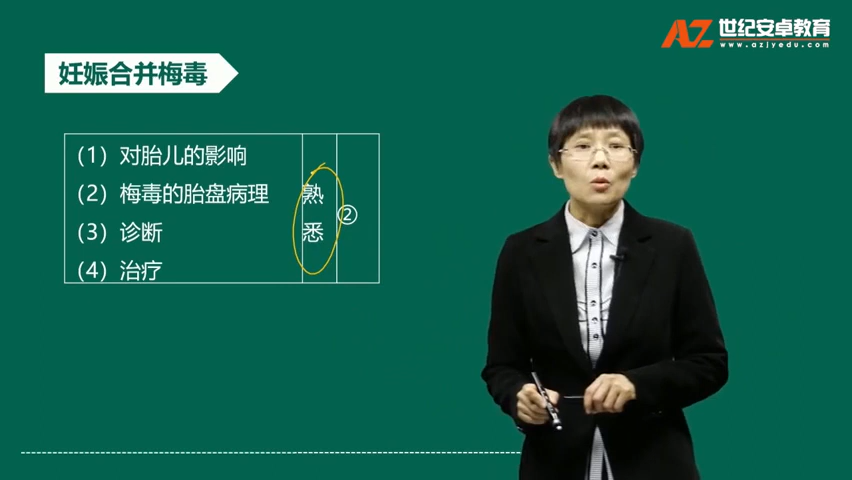 AZ 世纪安卓教育
www.azjyedu.com
妊娠合并梅毒
（1）对胎儿的影响
（2）梅毒的胎盘病理
（3）诊断
（4）治疗
熟悉
②